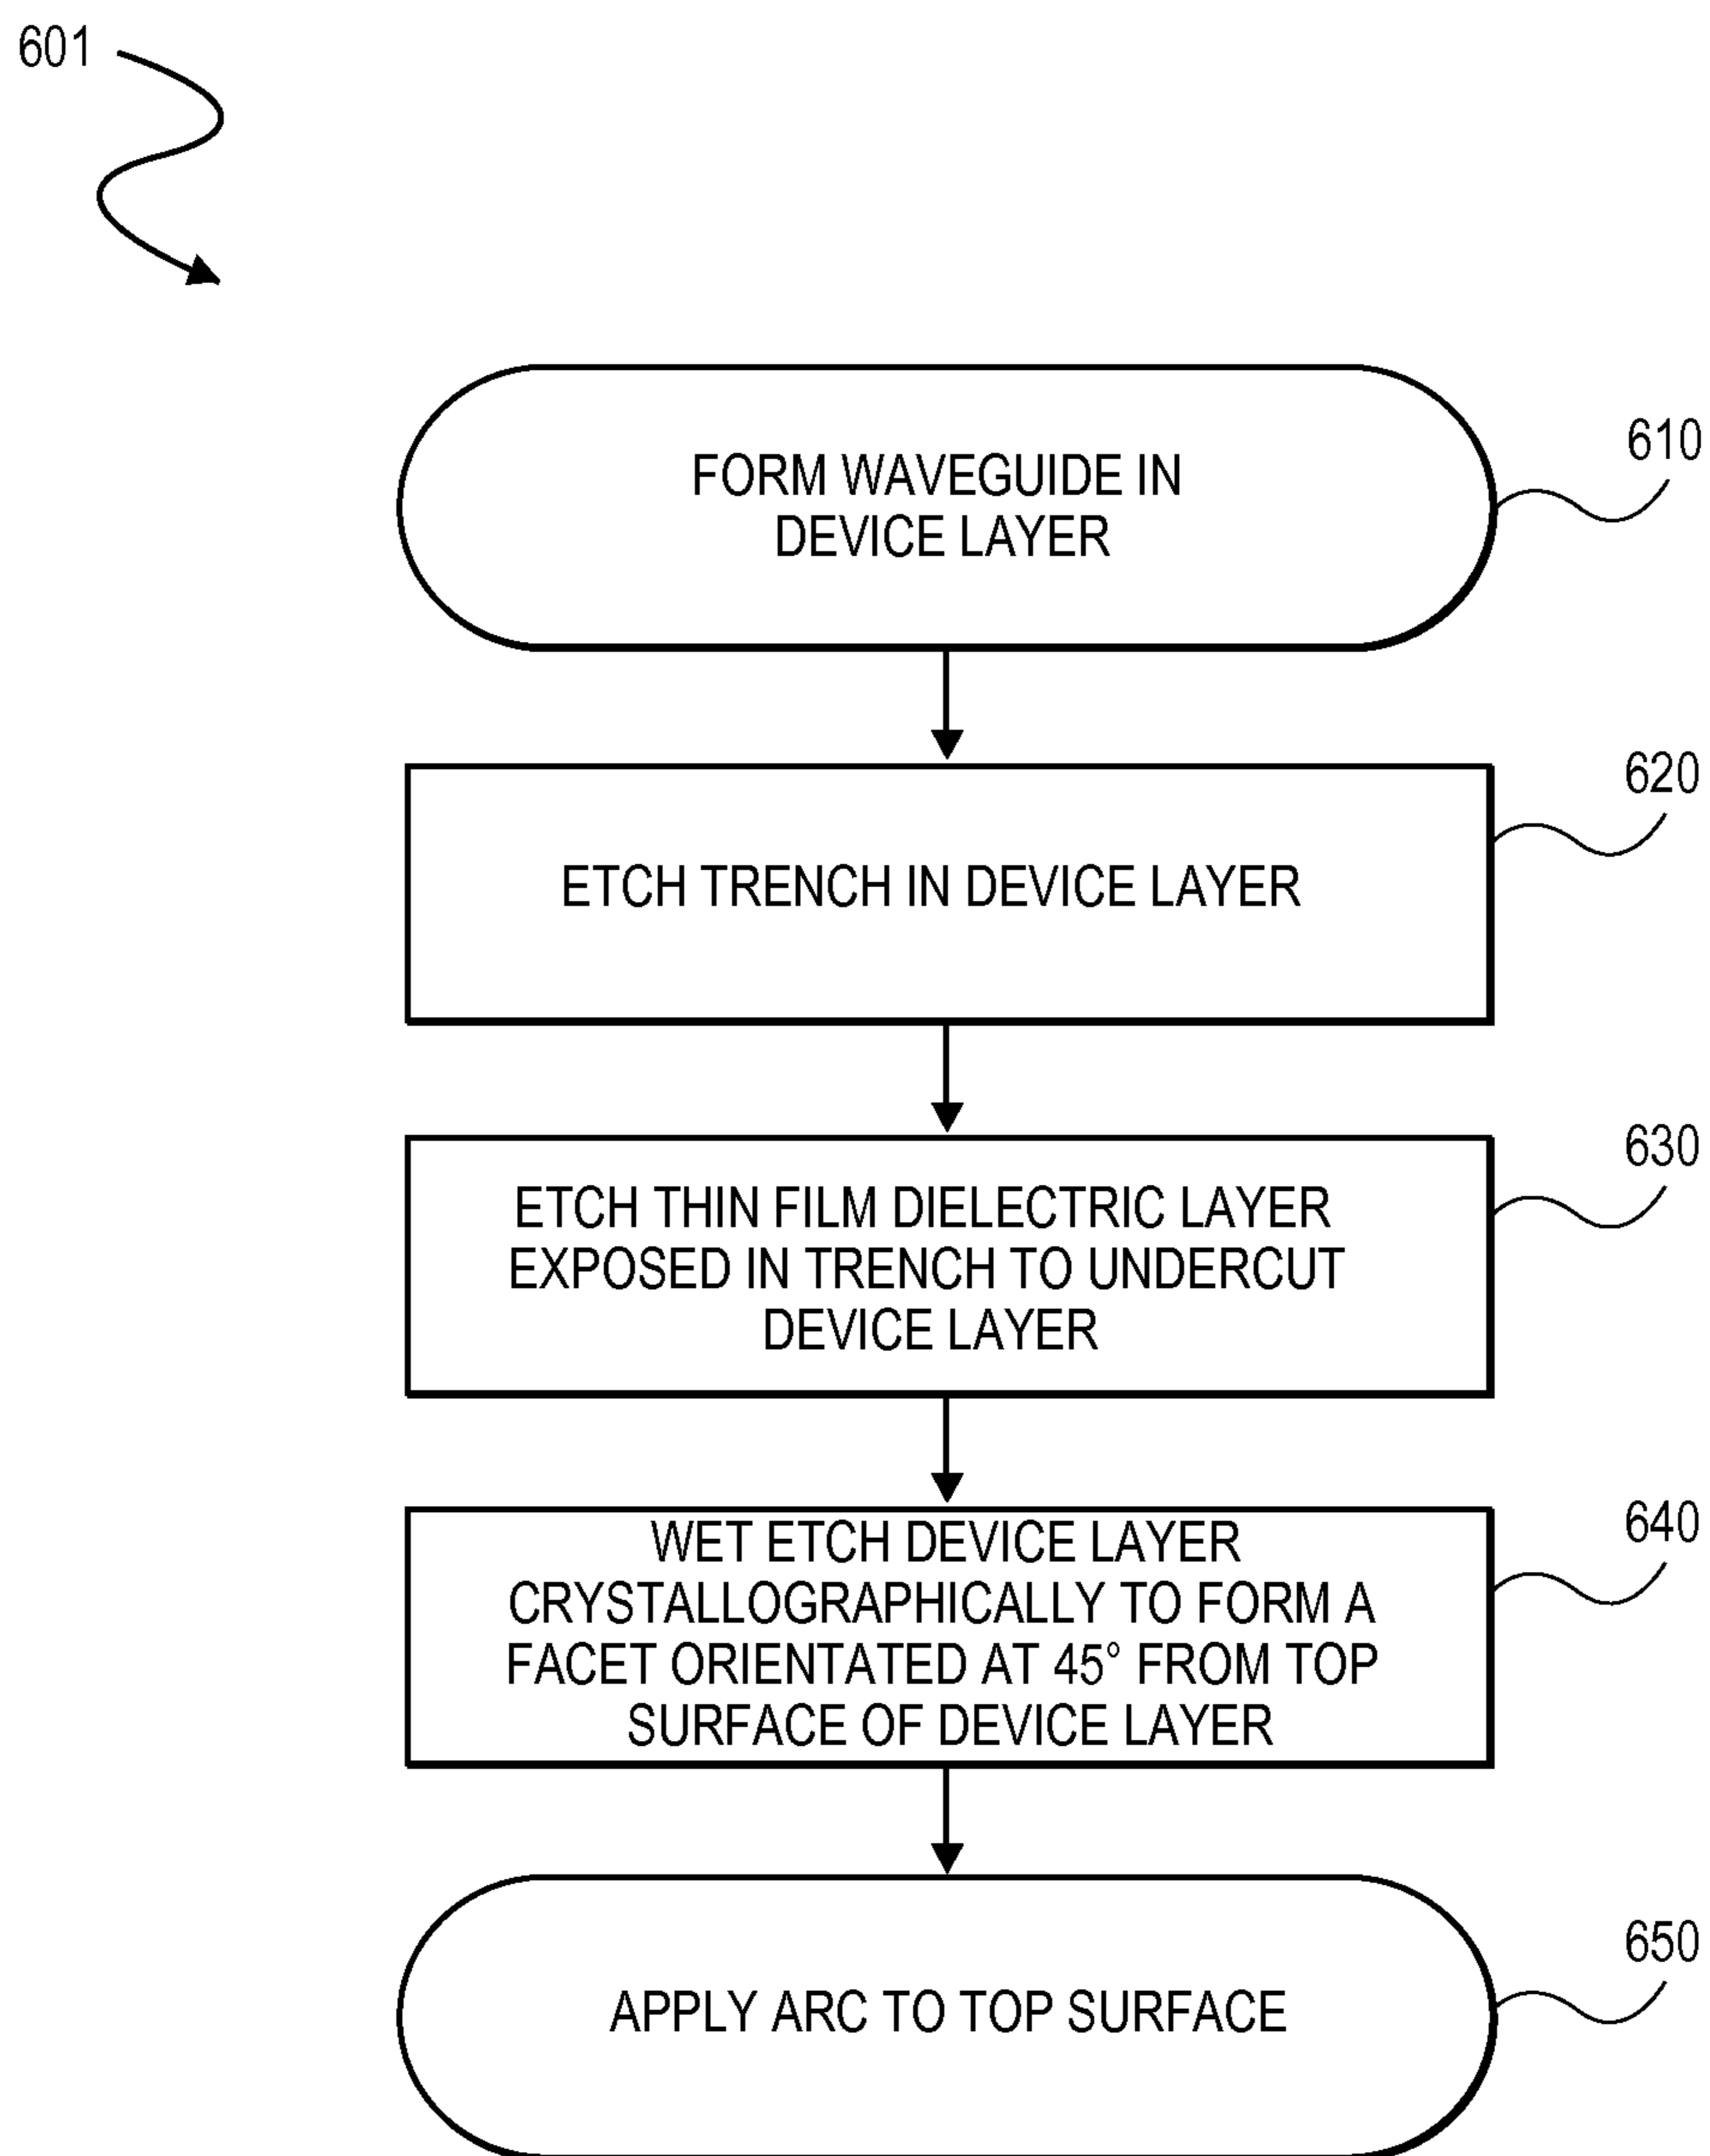 601
FORM WAVEGUIDE IN
DEVICE LAYER
610
ETCH TRENCH IN DEVICE LAYER
620
ETCH THIN FILM DIELECTRIC LAYER
EXPOSED IN TRENCH TO UNDERCUT
DEVICE LAYER
630
WET ETCH DEVICE LAYER
CRYSTALLOGRAPHICALLY TO FORM A
FACET ORIENTATED AT 45° FROM TOP
SURFACE OF DEVICE LAYER
640
APPLY ARC TO TOP SURFACE
650